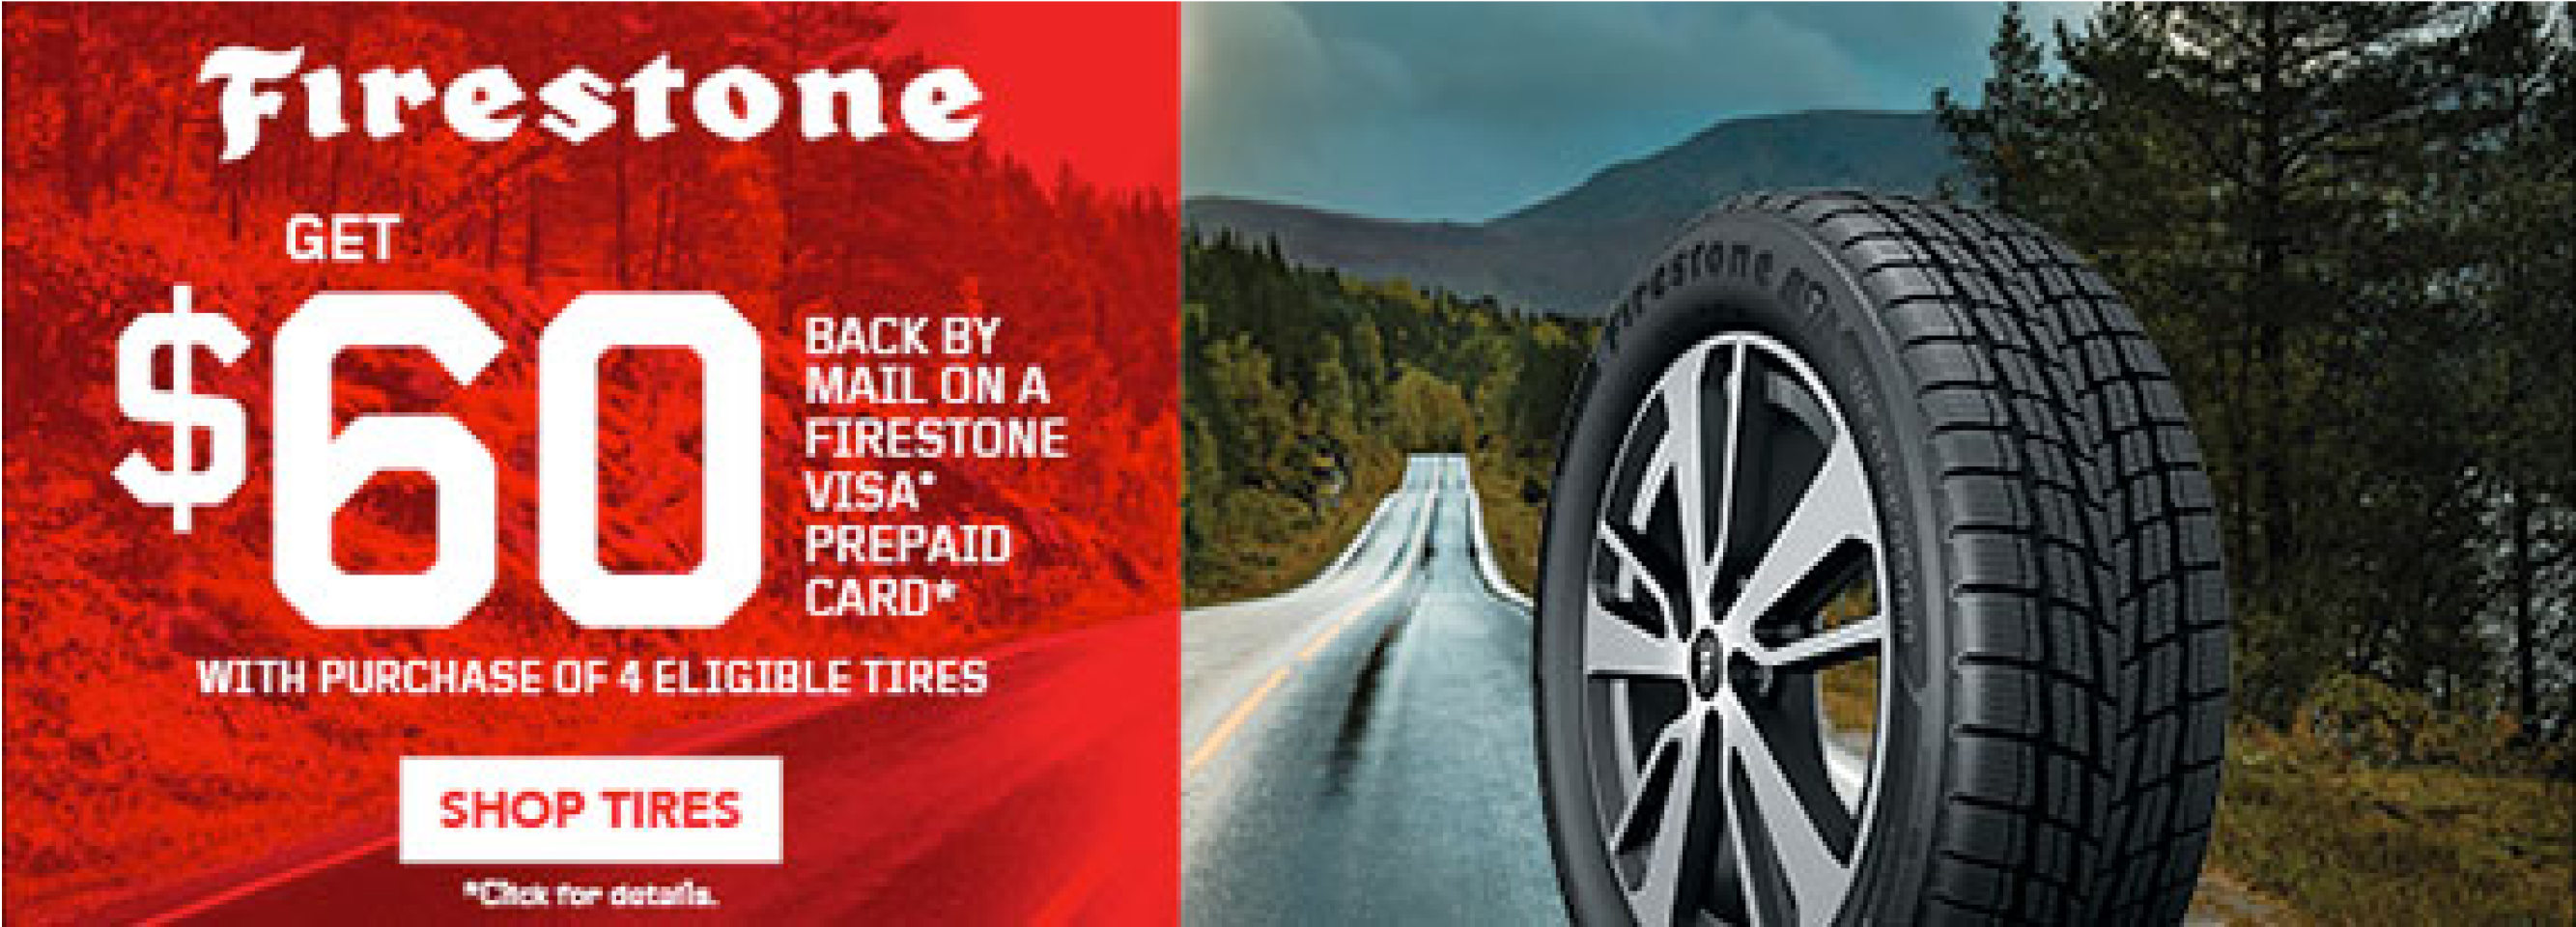 Firestone
GET
$60
BACK BY
MAIL ON A
FIRESTONE
VISA*
PREPAID
CARD*
WITH PURCHASE OF 4 ELIGIBLE TIRES
SHOP TIRES
*Click for details.
Firestone